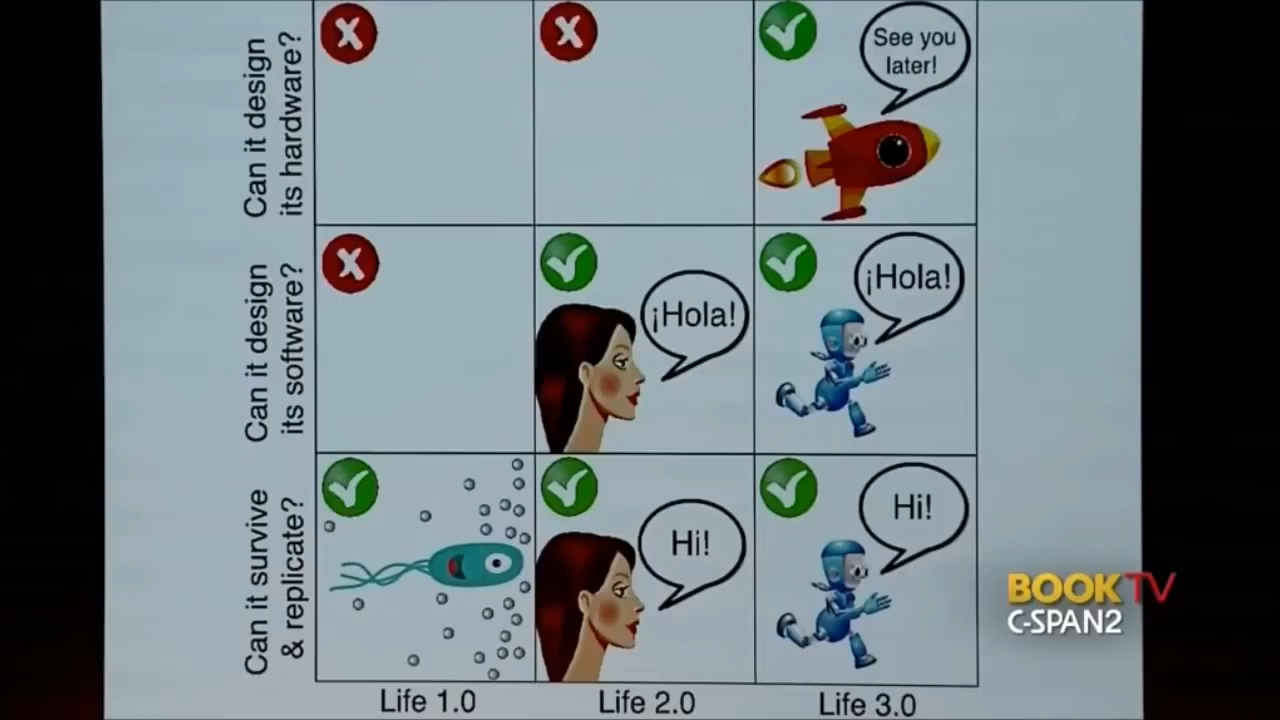 Can it design
its hardware?
See you
later!
Can it design
its software?
¡Hola!
¡Hola!
Can it survive
& replicate?
Hi!
Hi!
Life 1.0
Life 2.0
Life 3.0
BOOK TV
C-SPAN2